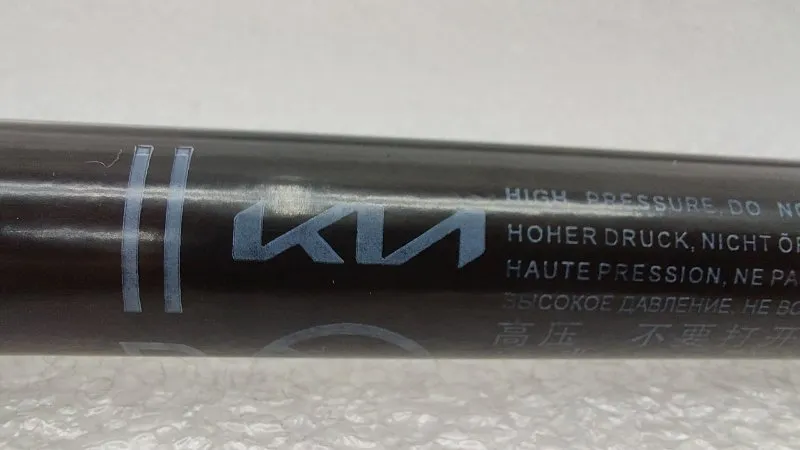 KIA
HIGH PRESSURE, DO NO
HOHER DRUCK, NICHT ÖF
HAUTE PRESSION, NE PA
ВЫСОКОЕ ДАВЛЕНИЕ, НЕ ВС
高压 不要打开